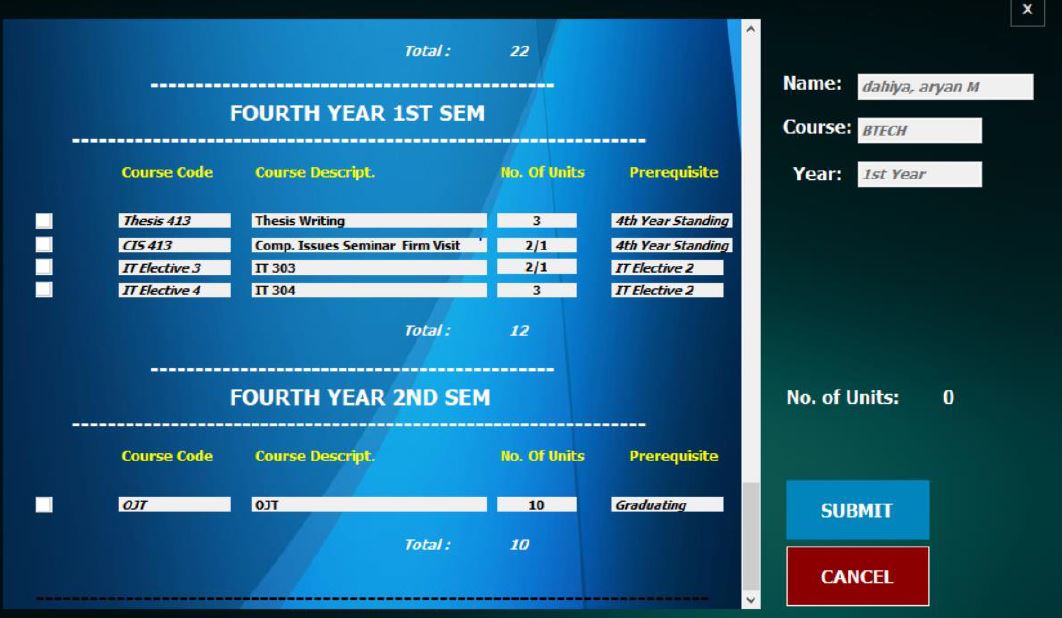 X
Total : 22
FOURTH YEAR 1ST SEM
Course Code Course Descript. No. Of Units Prerequisite
Thesis 413 Thesis Writing 3 4th Year Standing
CIS 413 Comp. Issues Seminar Firm Visit 2/1 4th Year Standing
IT Elective 3 IT 303 2/1 IT Elective 2
IT Elective 4 IT 304 3 IT Elective 2
Total : 12
FOURTH YEAR 2ND SEM
Course Code Course Descript. No. Of Units Prerequisite
OJT OJT 10 Graduating
Total : 10
Name: dahiya, aryan M
Course: BTECH
Year: 1st Year
No. of Units: 0
SUBMIT
CANCEL